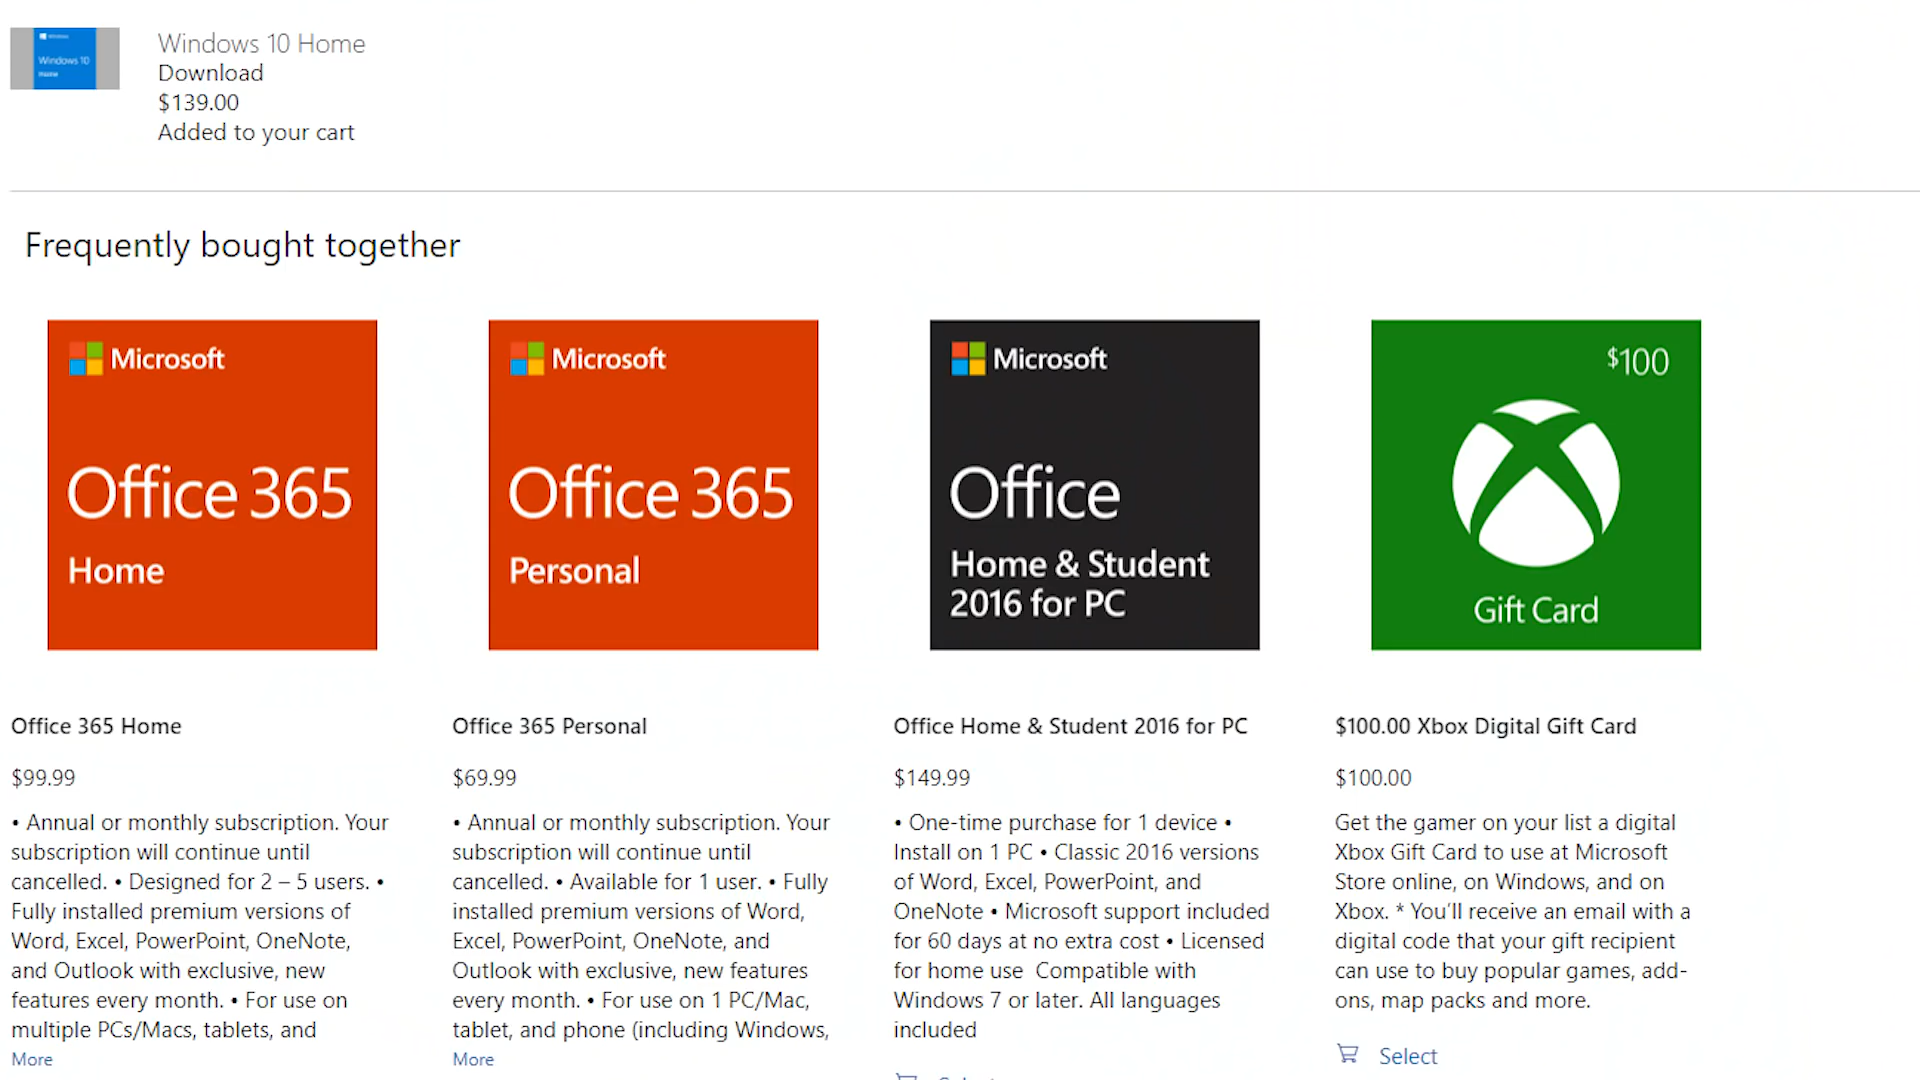 Windows
Windows 10
Home
Windows 10 Home
Download
$139.00
Added to your cart
Frequently bought together
Microsoft
Office 365
Home
Microsoft
Office 365
Personal
Microsoft
Office
Home & Student
2016 for PC
$100
Gift Card
Office 365 Home
$99.99
• Annual or monthly subscription. Your
subscription will continue until
cancelled. • Designed for 2 – 5 users. •
Fully installed premium versions of
Word, Excel, PowerPoint, OneNote,
and Outlook with exclusive, new
features every month. • For use on
multiple PCs/Macs, tablets, and
More
Office 365 Personal
$69.99
• Annual or monthly subscription. Your
subscription will continue until
cancelled. • Available for 1 user. • Fully
installed premium versions of Word,
Excel, PowerPoint, OneNote, and
Outlook with exclusive, new features
every month. • For use on 1 PC/Mac,
tablet, and phone (including Windows,
More
Office Home & Student 2016 for PC
$149.99
• One-time purchase for 1 device •
Install on 1 PC • Classic 2016 versions
of Word, Excel, PowerPoint, and
OneNote • Microsoft support included
for 60 days at no extra cost • Licensed
for home use  Compatible with
Windows 7 or later. All languages
included
$100.00 Xbox Digital Gift Card
$100.00
Get the gamer on your list a digital
Xbox Gift Card to use at Microsoft
Store online, on Windows, and on
Xbox. * You’ll receive an email with a
digital code that your gift recipient
can use to buy popular games, add-
ons, map packs and more.
Select